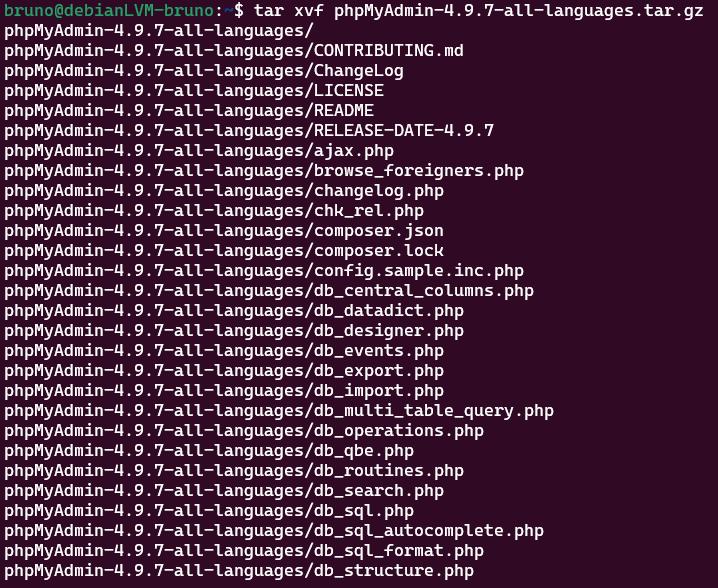 bruno@debianLVM-bruno:~$ tar xvf phpMyAdmin-4.9.7-all-languages.tar.gz
phpMyAdmin-4.9.7-all-languages/
phpMyAdmin-4.9.7-all-languages/CONTRIBUTING.md
phpMyAdmin-4.9.7-all-languages/ChangeLog
phpMyAdmin-4.9.7-all-languages/LICENSE
phpMyAdmin-4.9.7-all-languages/README
phpMyAdmin-4.9.7-all-languages/RELEASE-DATE-4.9.7
phpMyAdmin-4.9.7-all-languages/ajax.php
phpMyAdmin-4.9.7-all-languages/browse_foreigners.php
phpMyAdmin-4.9.7-all-languages/changelog.php
phpMyAdmin-4.9.7-all-languages/chk_rel.php
phpMyAdmin-4.9.7-all-languages/composer.json
phpMyAdmin-4.9.7-all-languages/composer.lock
phpMyAdmin-4.9.7-all-languages/config.sample.inc.php
phpMyAdmin-4.9.7-all-languages/db_central_columns.php
phpMyAdmin-4.9.7-all-languages/db_datadict.php
phpMyAdmin-4.9.7-all-languages/db_designer.php
phpMyAdmin-4.9.7-all-languages/db_events.php
phpMyAdmin-4.9.7-all-languages/db_export.php
phpMyAdmin-4.9.7-all-languages/db_import.php
phpMyAdmin-4.9.7-all-languages/db_multi_table_query.php
phpMyAdmin-4.9.7-all-languages/db_operations.php
phpMyAdmin-4.9.7-all-languages/db_qbe.php
phpMyAdmin-4.9.7-all-languages/db_routines.php
phpMyAdmin-4.9.7-all-languages/db_search.php
phpMyAdmin-4.9.7-all-languages/db_sql.php
phpMyAdmin-4.9.7-all-languages/db_sql_autocomplete.php
phpMyAdmin-4.9.7-all-languages/db_sql_format.php
phpMyAdmin-4.9.7-all-languages/db_structure.php